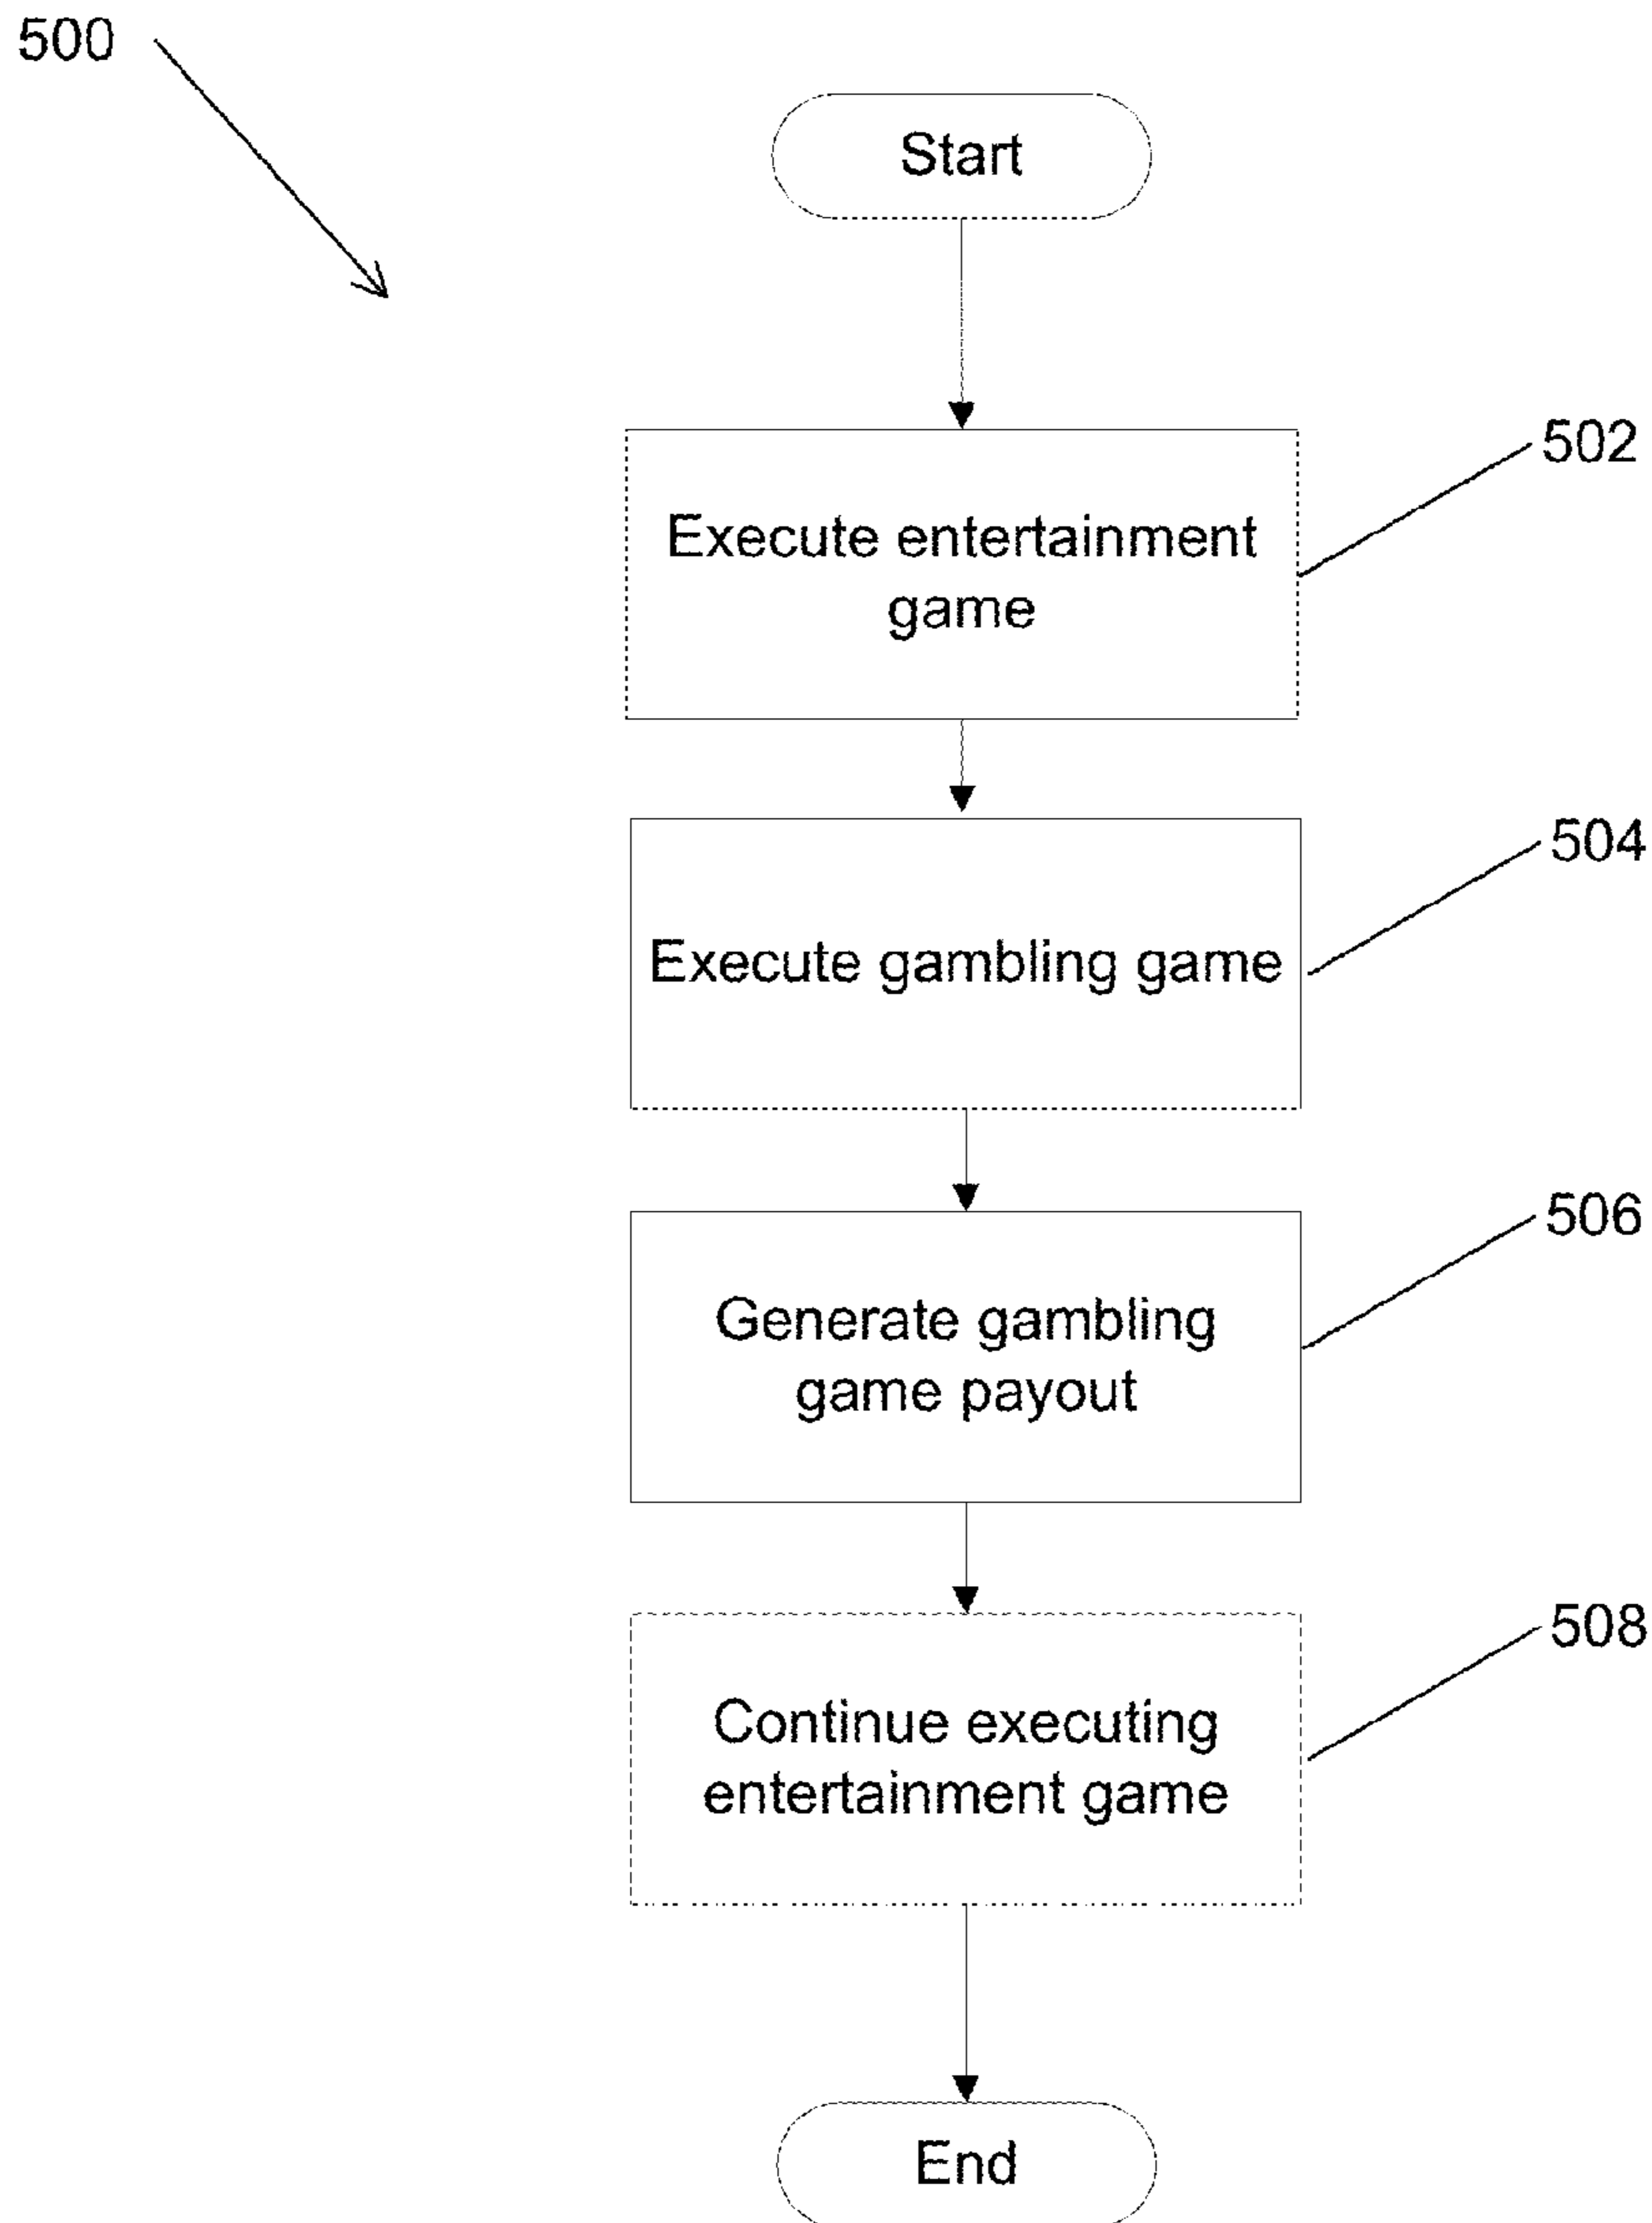 500
Start
502
Execute entertainment
game
504
Execute gambling game
506
Generate gambling
game payout
508
Continue executing
entertainment game
End